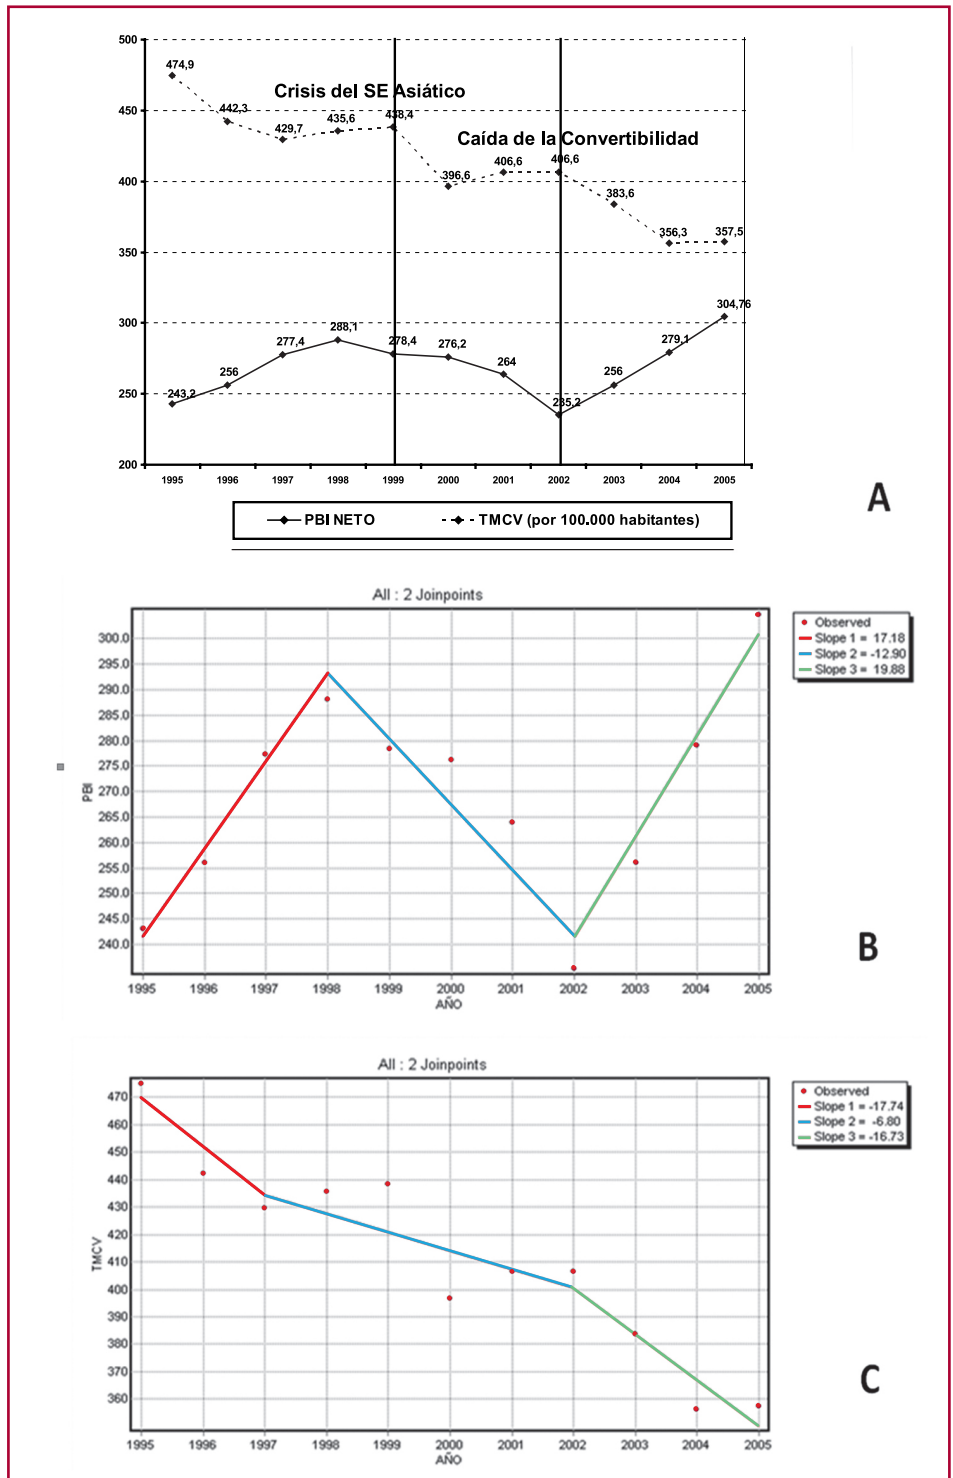 500
450
400
350
300
250
200
474,9
442,3
429,7
435,6
438,4
396,6
406,6
406,6
383,6
356,3
357,5
Crisis del SE Asiático
Caída de la Convertibilidad
243,2
256
277,4
288,1
278,4
276,2
264
235,2
256
279,1
304,76
1995 1996 1997 1998 1999 2000 2001 2002 2003 2004 2005
PBI NETO TMCV (por 100.000 habitantes)
A
All : 2 Joinpoints
300.0
295.0
290.0
285.0
280.0
275.0
270.0
265.0
260.0
255.0
250.0
245.0
240.0
PBI
1995 1996 1997 1998 1999 2000 2001 2002 2003 2004 2005
AÑO
Observed
Slope 1 = 17.18
Slope 2 = -12.90
Slope 3 = 19.88
B
All : 2 Joinpoints
470
460
450
440
430
420
410
400
390
380
370
360
TMCV
1995 1996 1997 1998 1999 2000 2001 2002 2003 2004 2005
AÑO
Observed
Slope 1 = -17.74
Slope 2 = -6.80
Slope 3 = -16.73
C